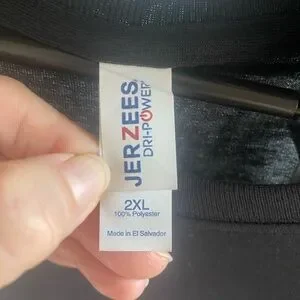 JERZEES
DRI-POWER
2XL
100% Polyester
Made in El Salvador